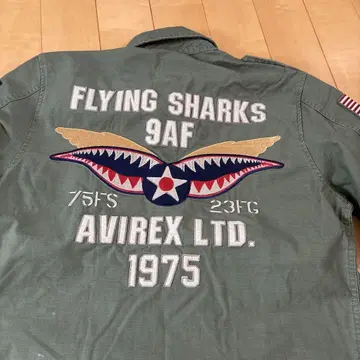 FLYING SHARKS
9AF
75FS 23FG
AVIREX LTD.
1975